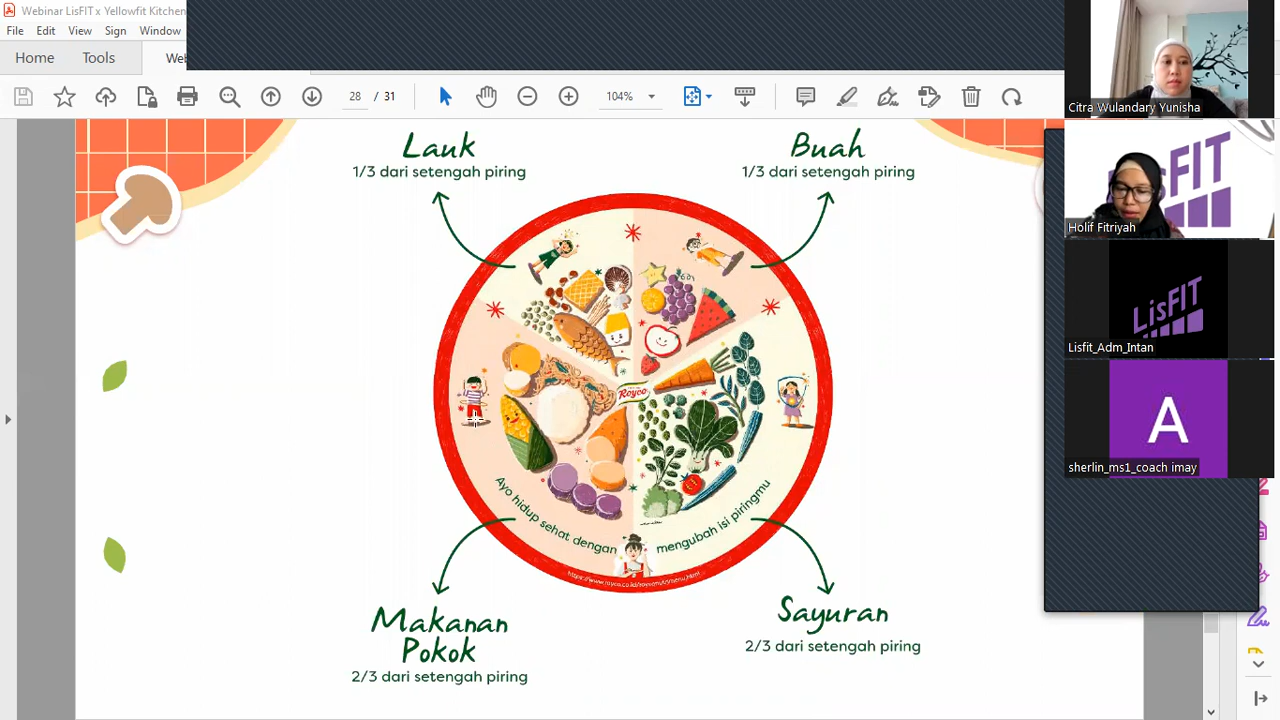 Webinar LisFIT x Yellowfit Kitchen
File Edit View Sign Window
Home Tools Web
28 / 31 104%
Lauk
1/3 dari setengah piring
Buah
1/3 dari setengah piring
Royco
Ayo hidup sehat dengan mengubah isi piringmu
Makanan
Pokok
2/3 dari setengah piring
Sayuran
2/3 dari setengah piring
Citra Wulandary Yunisha
LisFIT
Holif Fitriyah
LisFIT
Lisfit_Adm_Intan
A
sherlin_ms1_coach imay